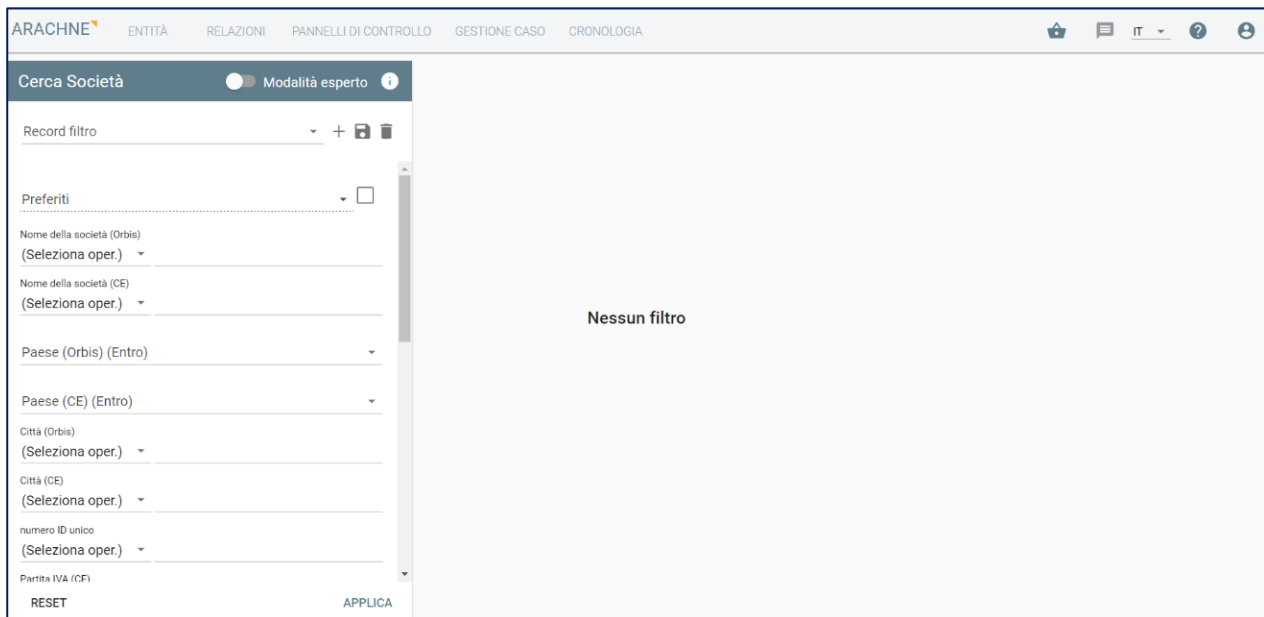 ARACHNE ENTITÀ RELAZIONI PANNELLI DI CONTROLLO GESTIONE CASO CRONOLOGIA IT
Cerca Società Modalità esperto
Record filtro
Preferiti
Nome della società (Orbis)
(Seleziona oper.)
Nome della società (CE)
(Seleziona oper.)
Nessun filtro
Paese (Orbis) (Entro)
Paese (CE) (Entro)
Città (Orbis)
(Seleziona oper.)
Città (CE)
(Seleziona oper.)
numero ID unico
(Seleziona oper.)
Partita IVA (CE)
RESET APPLICA